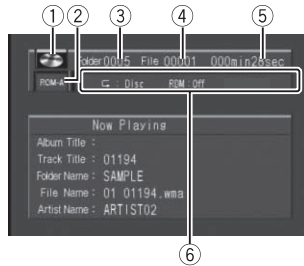 ① ② ③ ④ ⑤
Folder 0005 File 00001 000min28sec
ROM-A : Disc RDM : Off
Now Playing
Album Title :
Track Title : 01194
Folder Name : SAMPLE
File Name : 01 01194.wma
Artist Name : ARTIST02
⑥